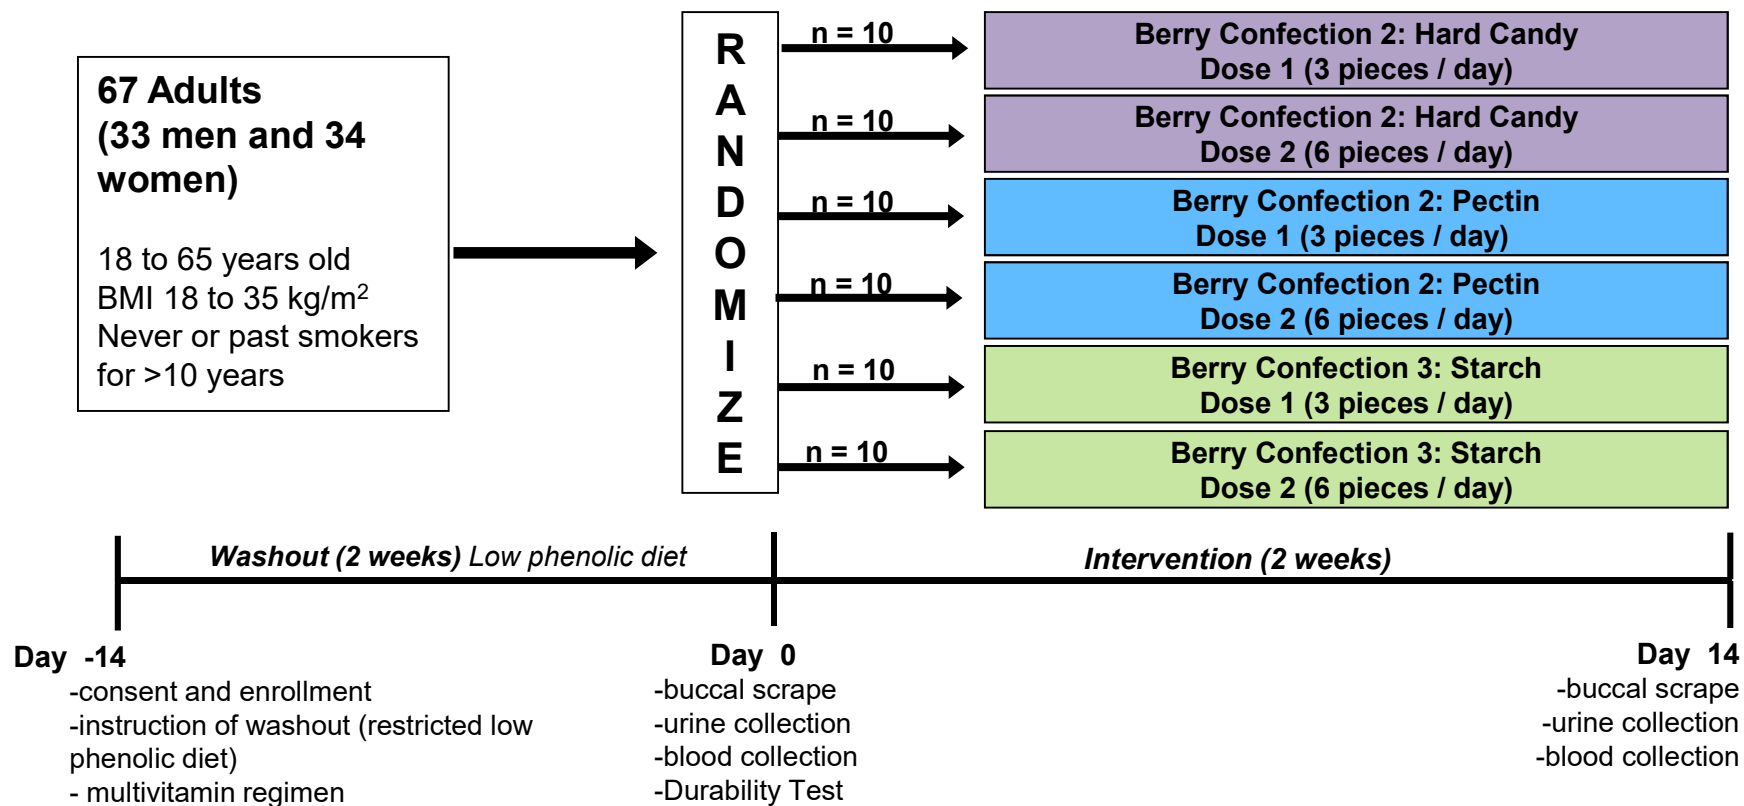 67 Adults
(33 men and 34
women)
18 to 65 years old
BMI 18 to 35 kg/m²
Never or past smokers
for >10 years
R
A
N
D
O
M
I
Z
E
n = 10
Berry Confection 2: Hard Candy
Dose 1 (3 pieces / day)
n = 10
Berry Confection 2: Hard Candy
Dose 2 (6 pieces / day)
n = 10
Berry Confection 2: Pectin
Dose 1 (3 pieces / day)
n = 10
Berry Confection 2: Pectin
Dose 2 (6 pieces / day)
n = 10
Berry Confection 3: Starch
Dose 1 (3 pieces / day)
n = 10
Berry Confection 3: Starch
Dose 2 (6 pieces / day)
Washout (2 weeks) Low phenolic diet
Intervention (2 weeks)
Day -14
-consent and enrollment
-instruction of washout (restricted low
phenolic diet)
- multivitamin regimen
Day 0
-buccal scrape
-urine collection
-blood collection
-Durability Test
Day 14
-buccal scrape
-urine collection
-blood collection